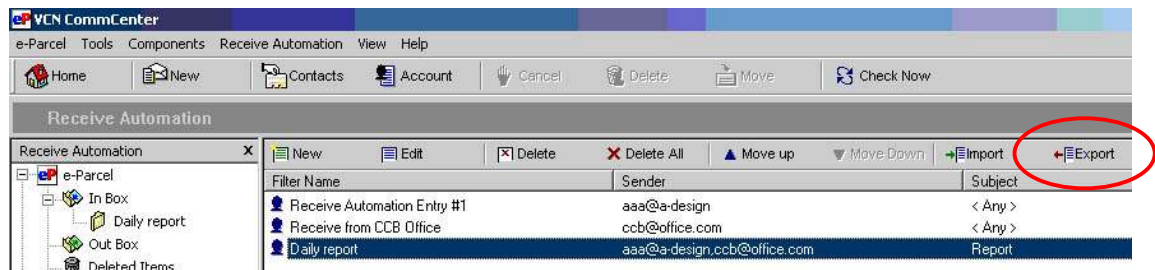 eP VCN CommCenter
e-Parcel Tools Components Receive Automation View Help
Home New Contacts Account Cancel Delete Move Check Now
Receive Automation
Receive Automation X New Edit Delete Delete All Move up Move Down Import Export
eP e-Parcel Filter Name Sender Subject
In Box Receive Automation Entry #1 aaa@a-design < Any >
Daily report Receive from CCB Office ccb@office.com < Any >
Out Box Daily report aaa@a-design,ccb@office.com Report
Deleted Items